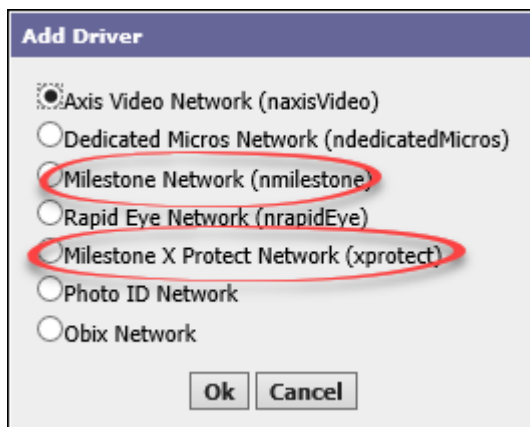 Add Driver
Axis Video Network (naxisVideo)
Dedicated Micros Network (ndedicatedMicros)
Milestone Network (nmilestone)
Rapid Eye Network (nrapidEye)
Milestone X Protect Network (xprotect)
Photo ID Network
Obix Network
Ok Cancel